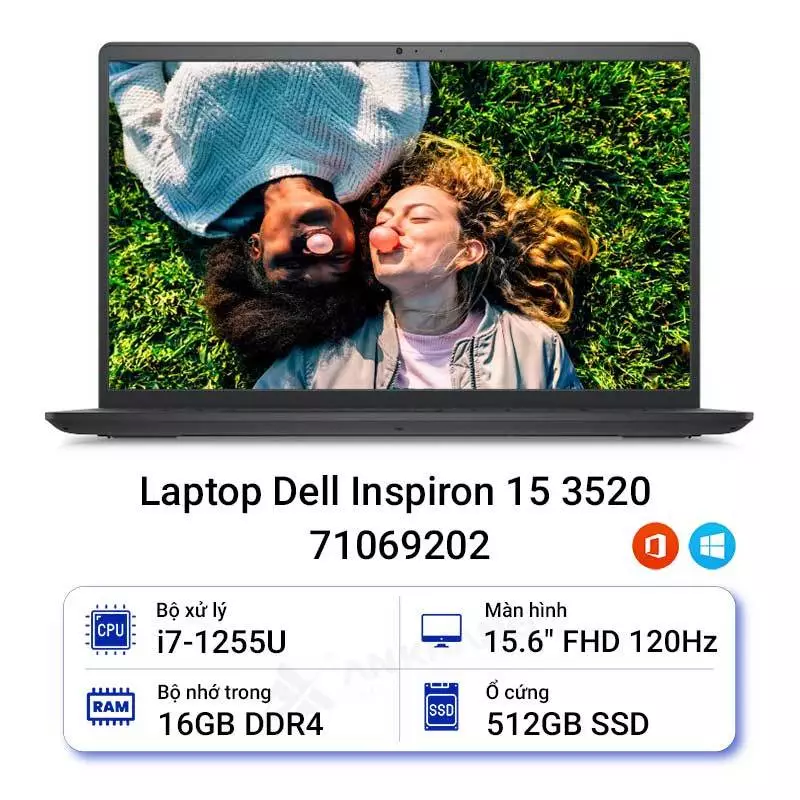 Laptop Dell Inspiron 15 3520
71069202
CPU
Bộ xử lý
i7-1255U
Màn hình
15.6" FHD 120Hz
RAM
Bộ nhớ trong
16GB DDR4
SSD
Ổ cứng
512GB SSD